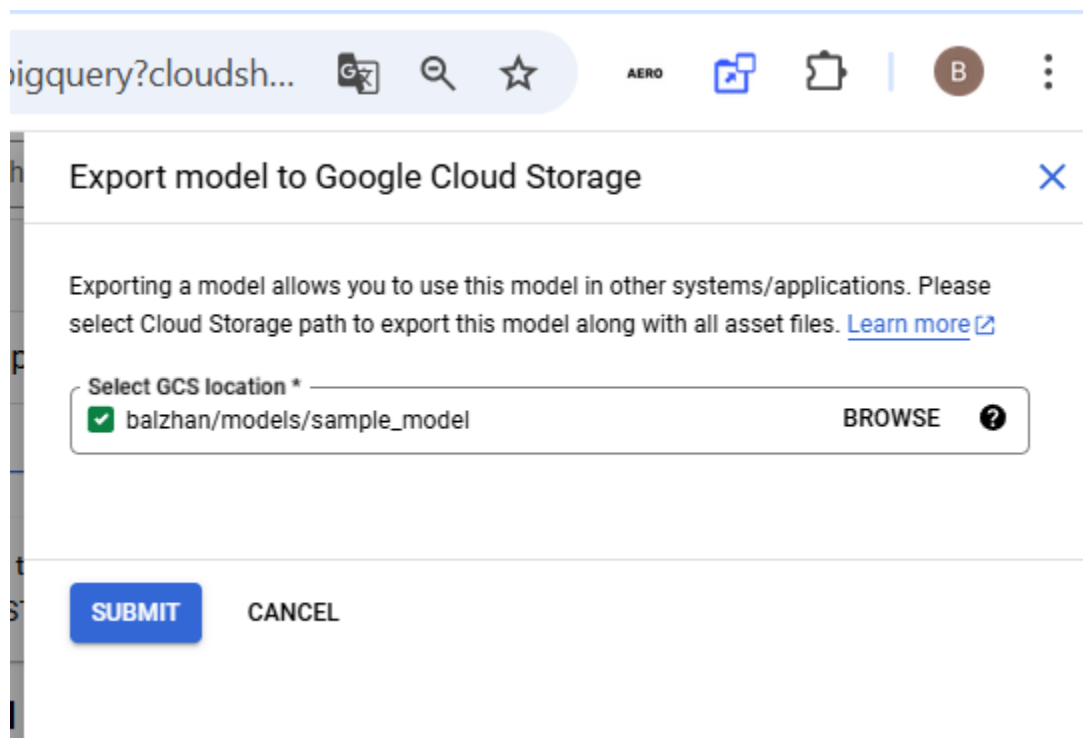 bigquery?cloudsh...
AERO
B
Export model to Google Cloud Storage
Exporting a model allows you to use this model in other systems/applications. Please
select Cloud Storage path to export this model along with all asset files. Learn more
Select GCS location *
balzhan/models/sample_model
BROWSE
SUBMIT
CANCEL